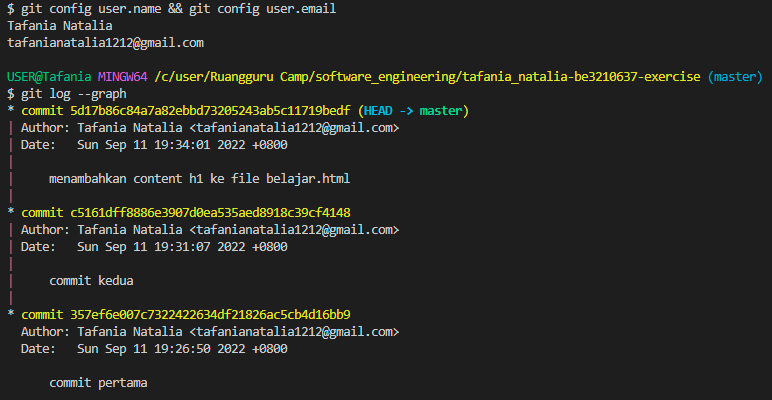 $ git config user.name && git config user.email
Tafania Natalia
tafanianatalia1212@gmail.com
USER@Tafania MINGW64 /c/user/Ruangguru Camp/software_engineering/tafania_natalia-be3210637-exercise (master)
$ git log --graph
* commit 5d17b86c84a7a82ebbd73205243ab5c11719bedf (HEAD -> master)
| Author: Tafania Natalia <tafanianatalia1212@gmail.com>
| Date:   Sun Sep 11 19:34:01 2022 +0800
|
|     menambahkan content h1 ke file belajar.html
|
* commit c5161dff8886e3907d0ea535aed8918c39cf4148
| Author: Tafania Natalia <tafanianatalia1212@gmail.com>
| Date:   Sun Sep 11 19:31:07 2022 +0800
|
|     commit kedua
|
* commit 357ef6e007c7322422634df21826ac5cb4d16bb9
  Author: Tafania Natalia <tafanianatalia1212@gmail.com>
  Date:   Sun Sep 11 19:26:50 2022 +0800
      commit pertama